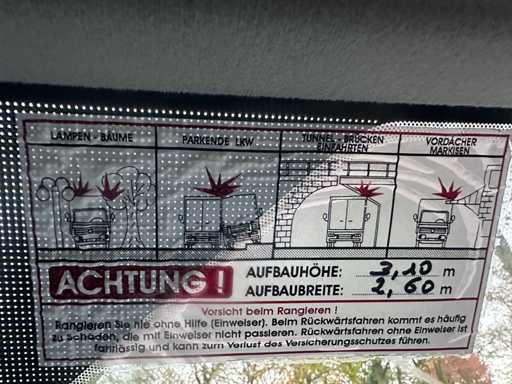 LAMPEN - BÄUME
PARKENDE LKW
TUNNEL - BRÜCKEN
EINFAHRTEN
VORDÄCHER
MARKISEN
ACHTUNG !
AUFBAUHÖHE: 3,10 m
AUFBAUBREITE: 2,60 m
Vorsicht beim Rangieren !
Rangieren Sie nie ohne Hilfe (Einweiser). Beim Rückwärtsfahren kommt es häufig
zu Schäden, die mit Einweiser nicht passieren. Rückwärtsfahren ohne Einweiser ist
fahrlässig und kann zum Verlust des Versicherungsschutzes führen.